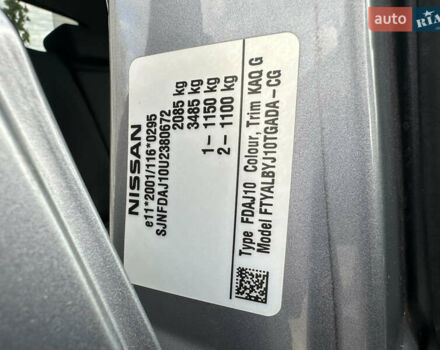 AUTO.RIA
NISSAN
e11*2001/116*0295
SJNFDAJ10U2380672
2085 kg
3485 kg
1 - 1150 kg
2 - 1100 kg
Type FDAJ10 Colour, Trim KAQ G
Model FTYALBYJ10TGADA-CG